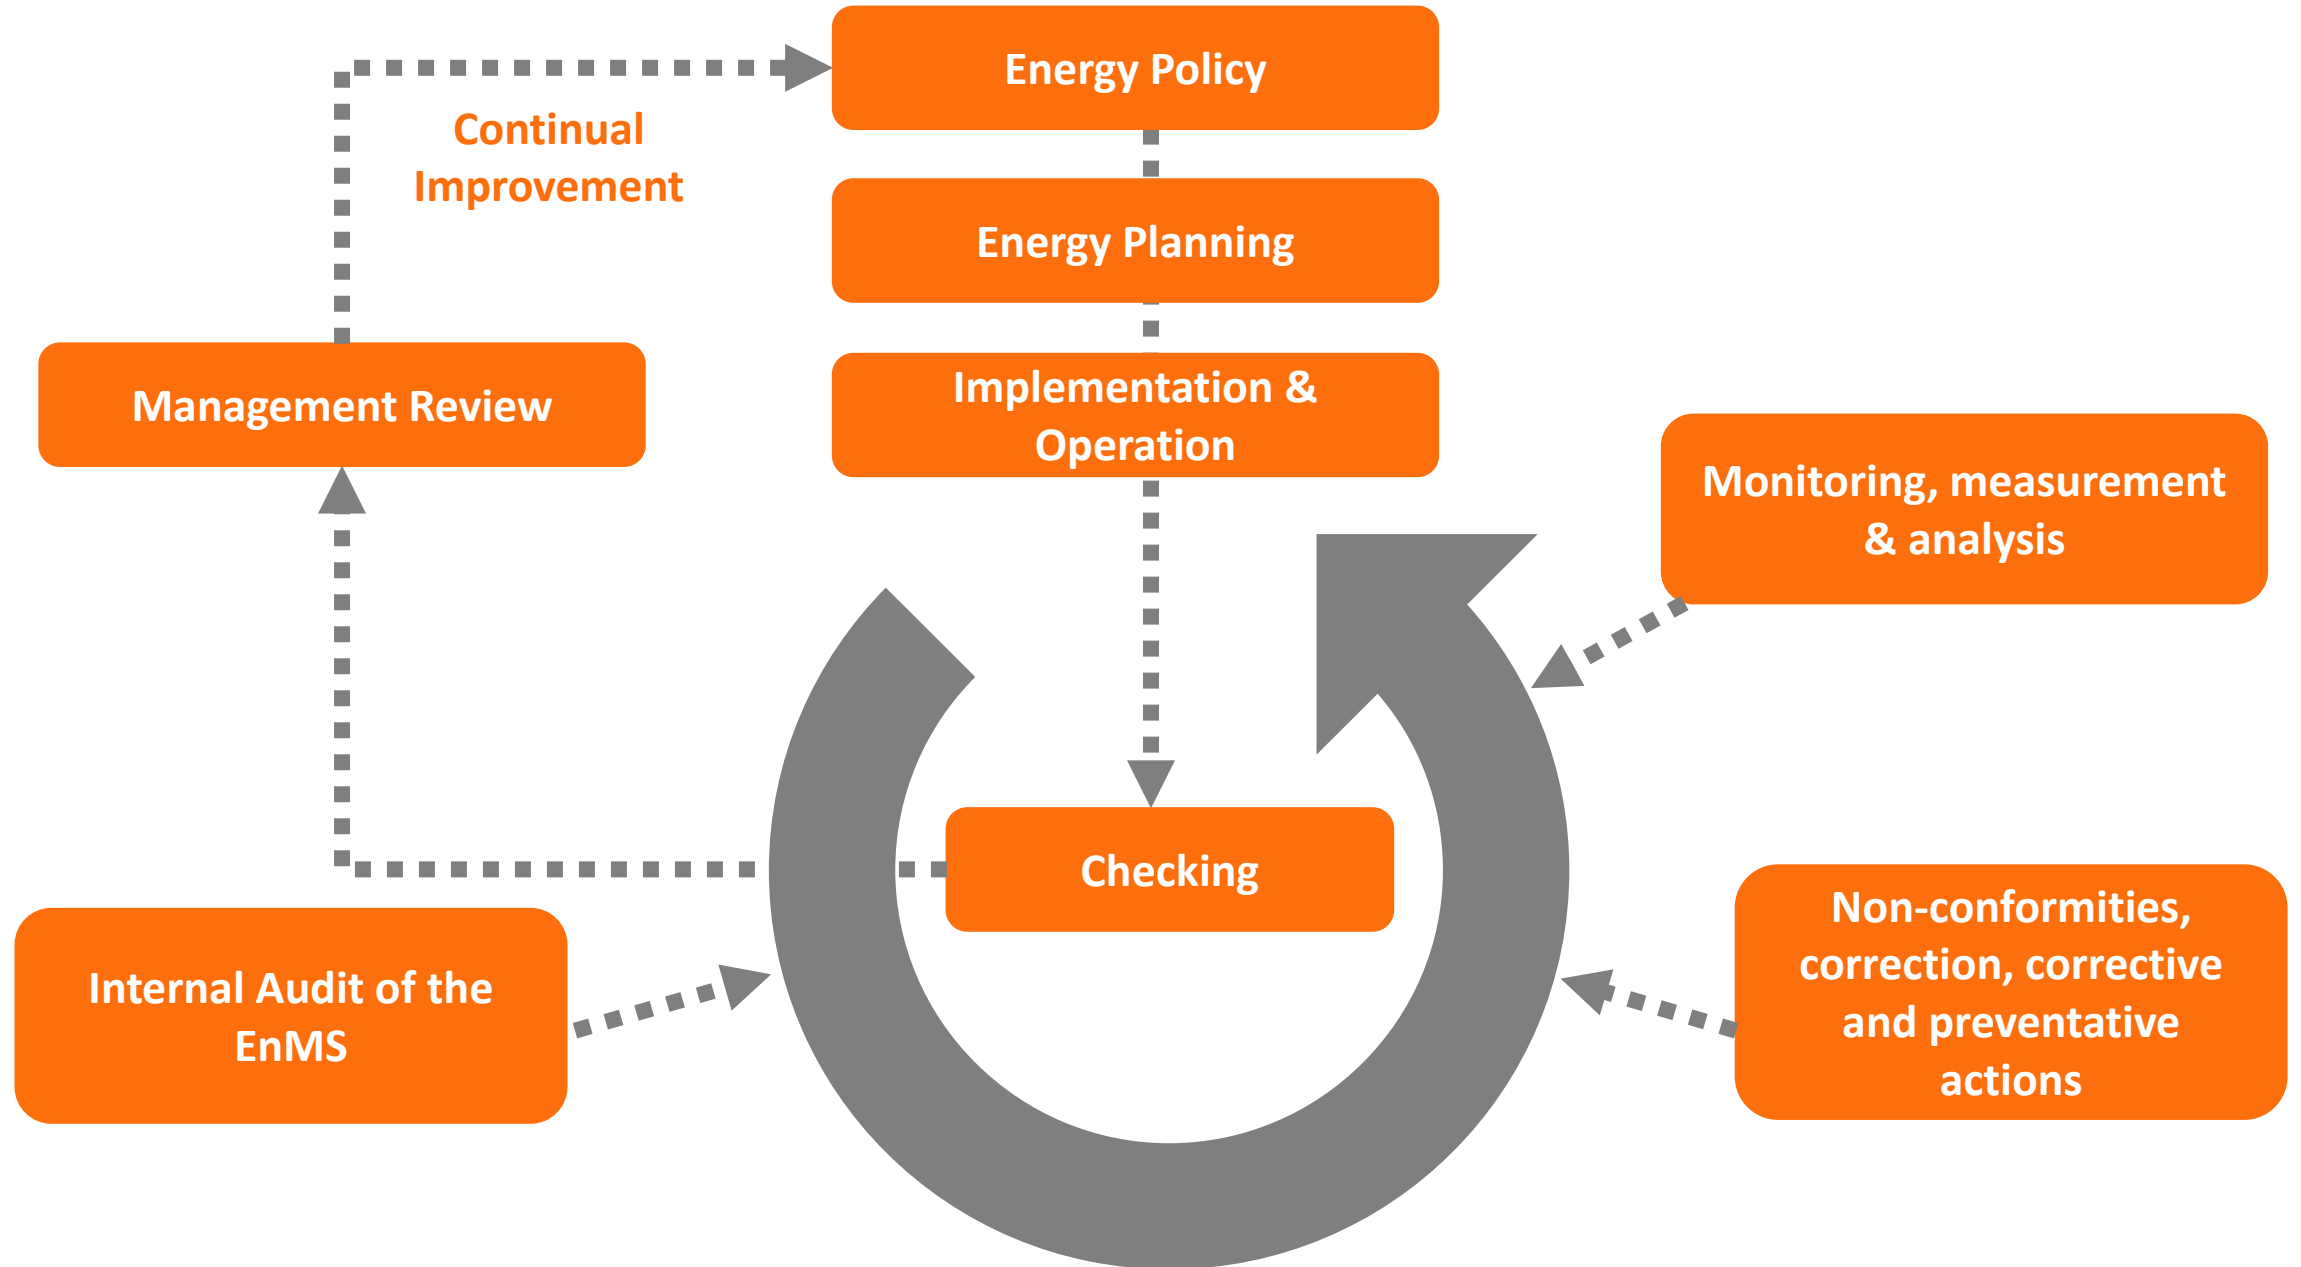 Energy Policy
Continual
Improvement
Energy Planning
Implementation &
Operation
Management Review
Monitoring, measurement
& analysis
Checking
Internal Audit of the
EnMS
Non-conformities,
correction, corrective
and preventative
actions